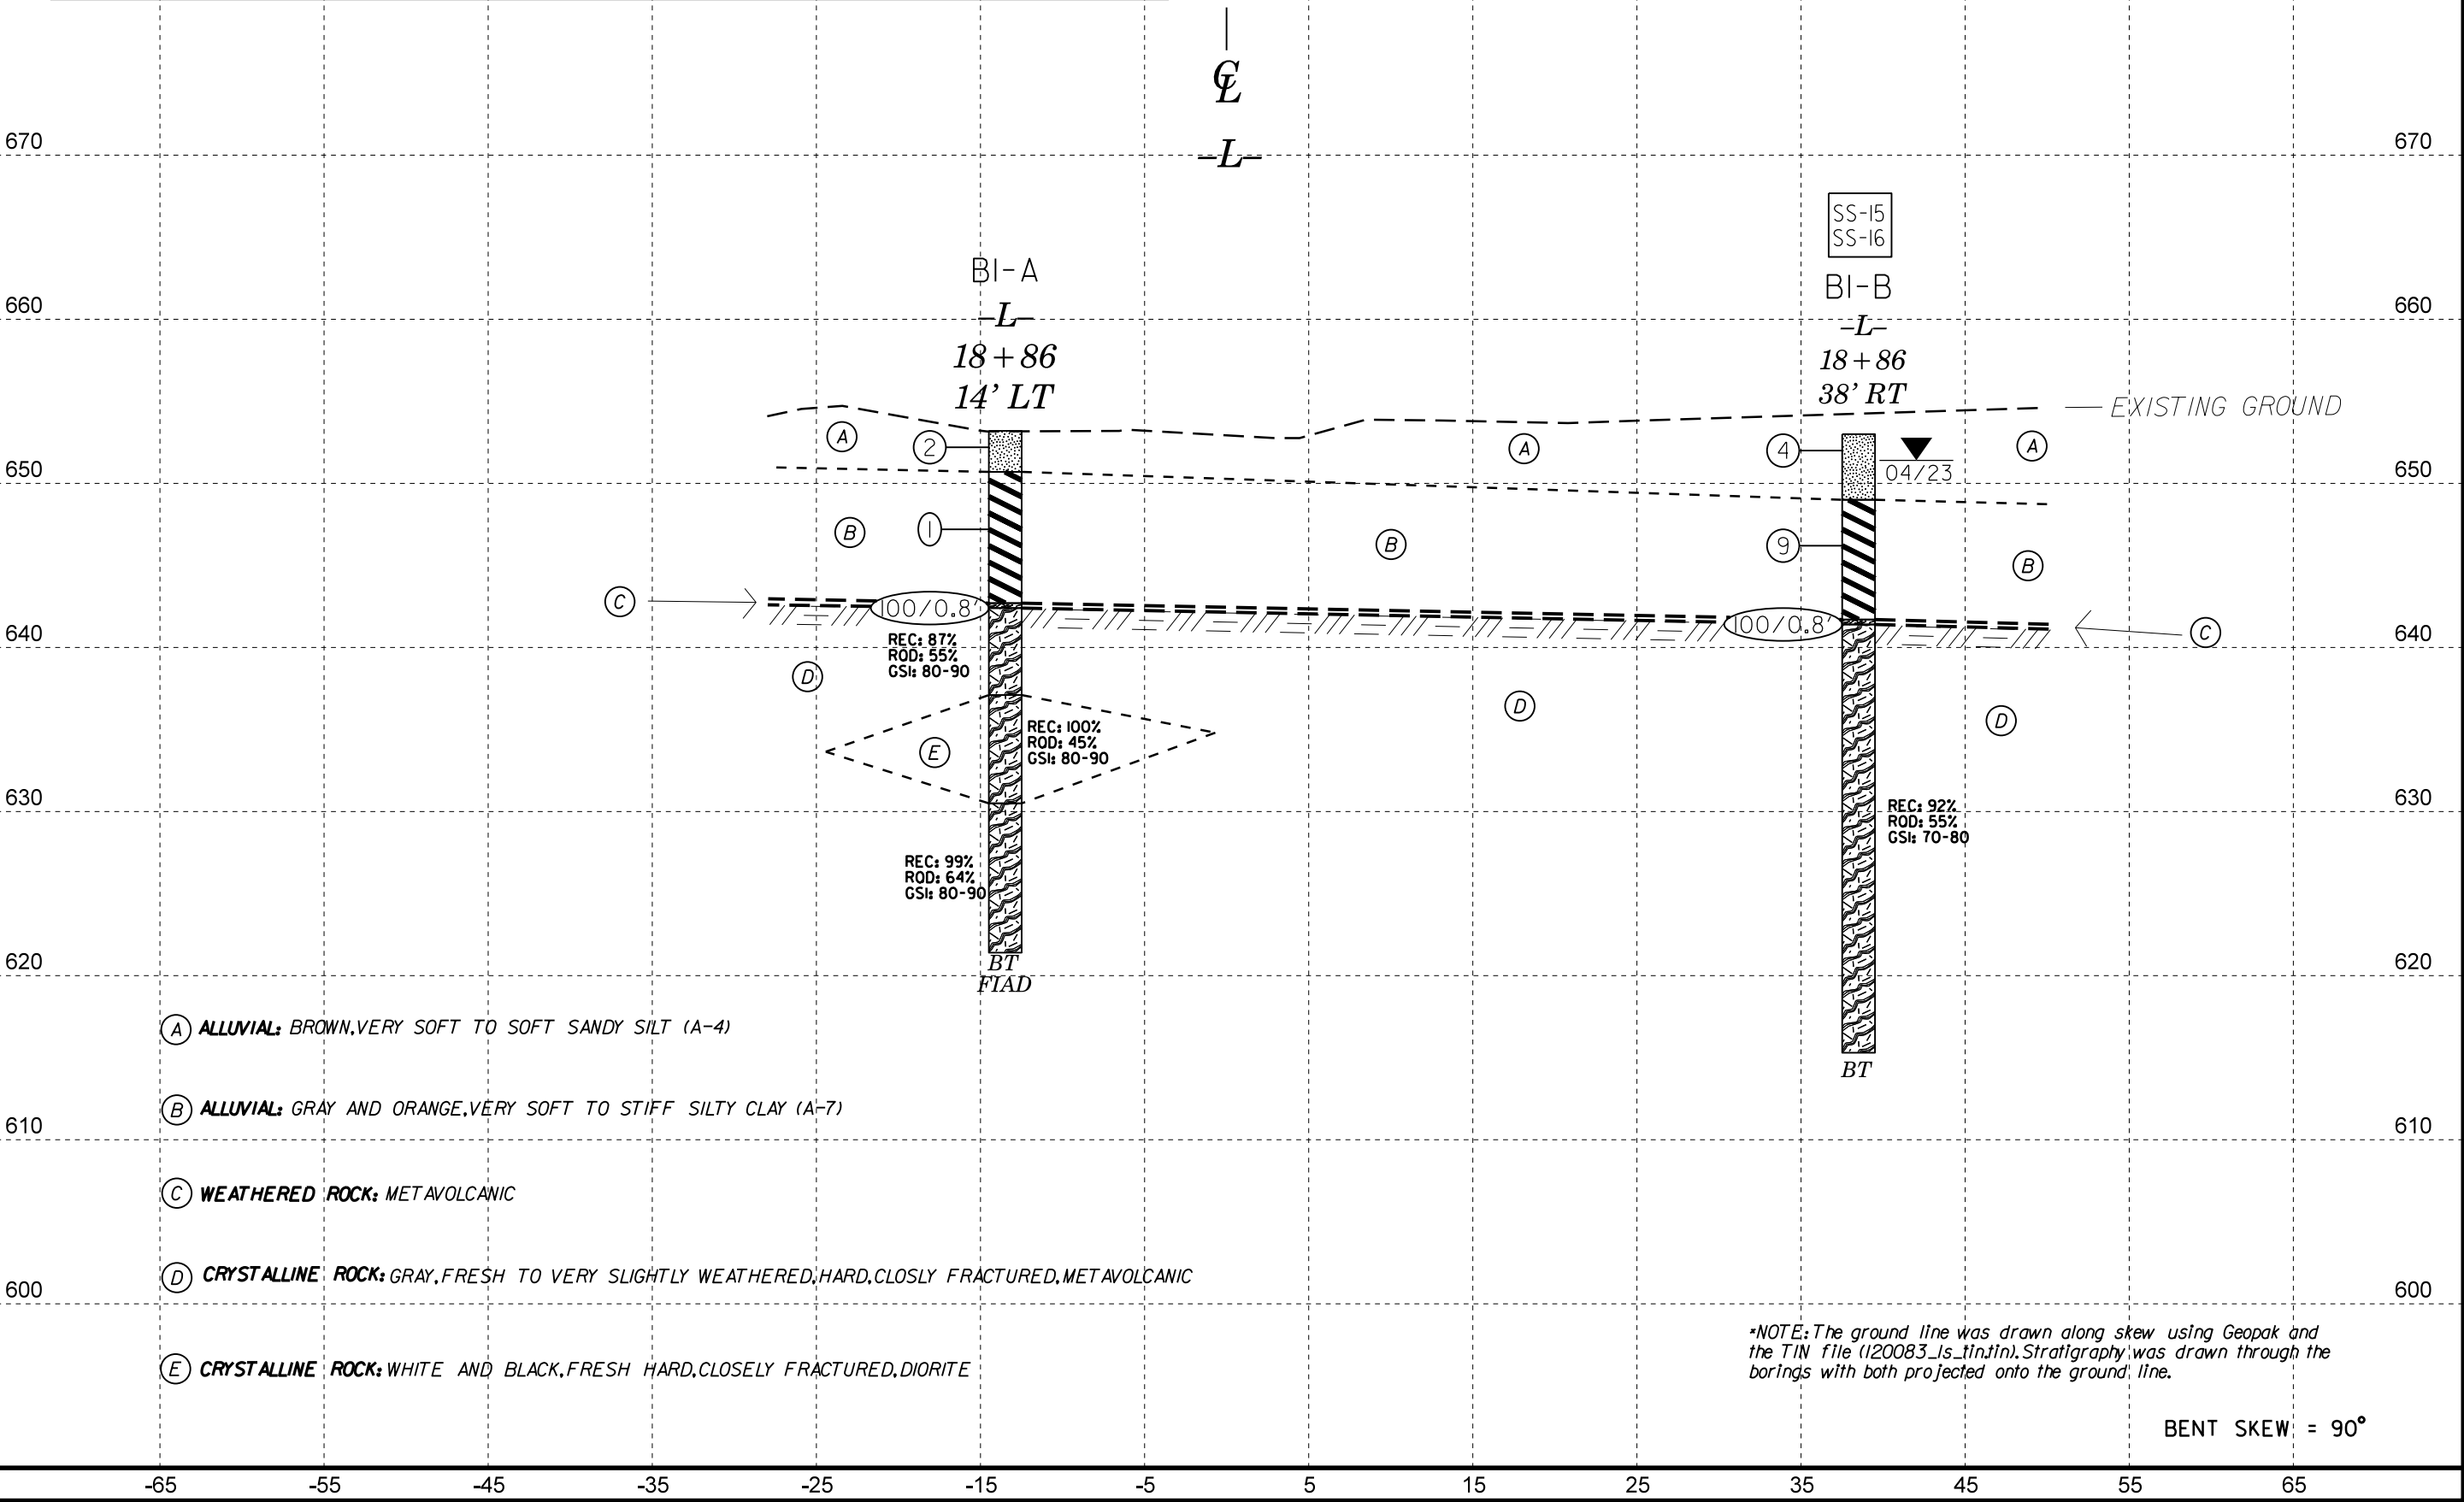 ℄
-L-
670 670
SS-15
SS-16
B1-A
B1-B
660 660
-L-
-L-
18+86
18+86
14' LT
38' RT
EXISTING GROUND
A 2 A 4 A
04/23
650 650
B 1 B 9 B
C 100/0.8' 100/0.8' C
640 640
REC: 87%
RQD: 55%
GSI: 80-90
D D D
REC: 100%
RQD: 45%
GSI: 80-90
E
630 630
REC: 92%
RQD: 55%
GSI: 70-80
REC: 99%
RQD: 64%
GSI: 80-90
620 620
BT
FIAD
BT
A ALLUVIAL: BROWN, VERY SOFT TO SOFT SANDY SILT (A-4)
B ALLUVIAL: GRAY AND ORANGE, VERY SOFT TO STIFF SILTY CLAY (A-7)
610 610
C WEATHERED ROCK: METAVOLCANIC
D CRYSTALLINE ROCK: GRAY, FRESH TO VERY SLIGHTLY WEATHERED, HARD, CLOSLY FRACTURED, METAVOLCANIC
600 600
E CRYSTALLINE ROCK: WHITE AND BLACK, FRESH HARD, CLOSELY FRACTURED, DIORITE
*NOTE: The ground line was drawn along skew using Geopak and
the TIN file (120083_ls_tin.tin). Stratigraphy was drawn through the
borings with both projected onto the ground line.
BENT SKEW = 90°
-65 -55 -45 -35 -25 -15 -5 5 15 25 35 45 55 65